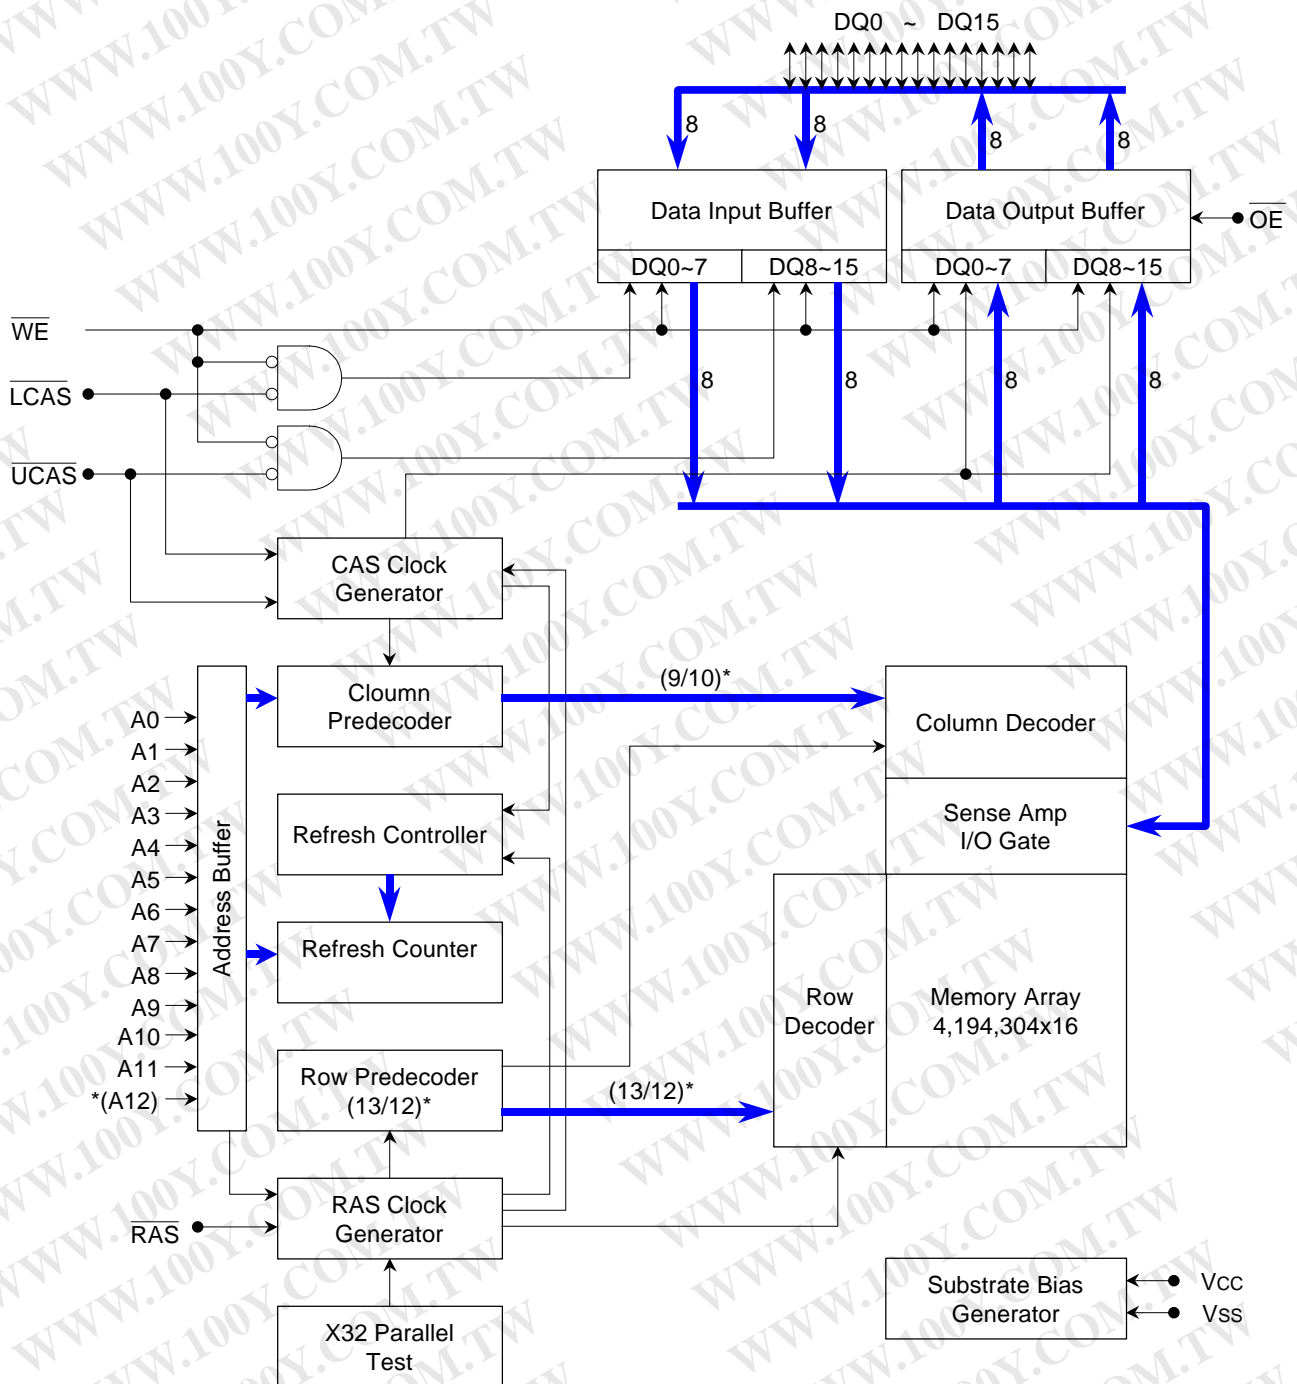 DQ0 ~ DQ15
8
8
8
8
Data Input Buffer
Data Output Buffer
OE
DQ0~7
DQ8~15
DQ0~7
DQ8~15
WE
8
8
8
8
LCAS
UCAS
CAS Clock
Generator
Cloumn
Predecoder
(9/10)*
Column Decoder
A0
A1
A2
A3
A4
A5
A6
A7
A8
A9
A10
A11
*(A12)
Address Buffer
Refresh Controller
Sense Amp
I/O Gate
Refresh Counter
Row
Decoder
Memory Array
4,194,304x16
Row Predecoder
(13/12)*
(13/12)*
RAS
RAS Clock
Generator
Substrate Bias
Generator
Vcc
Vss
X32 Parallel
Test
WWW.100Y.COM.TW